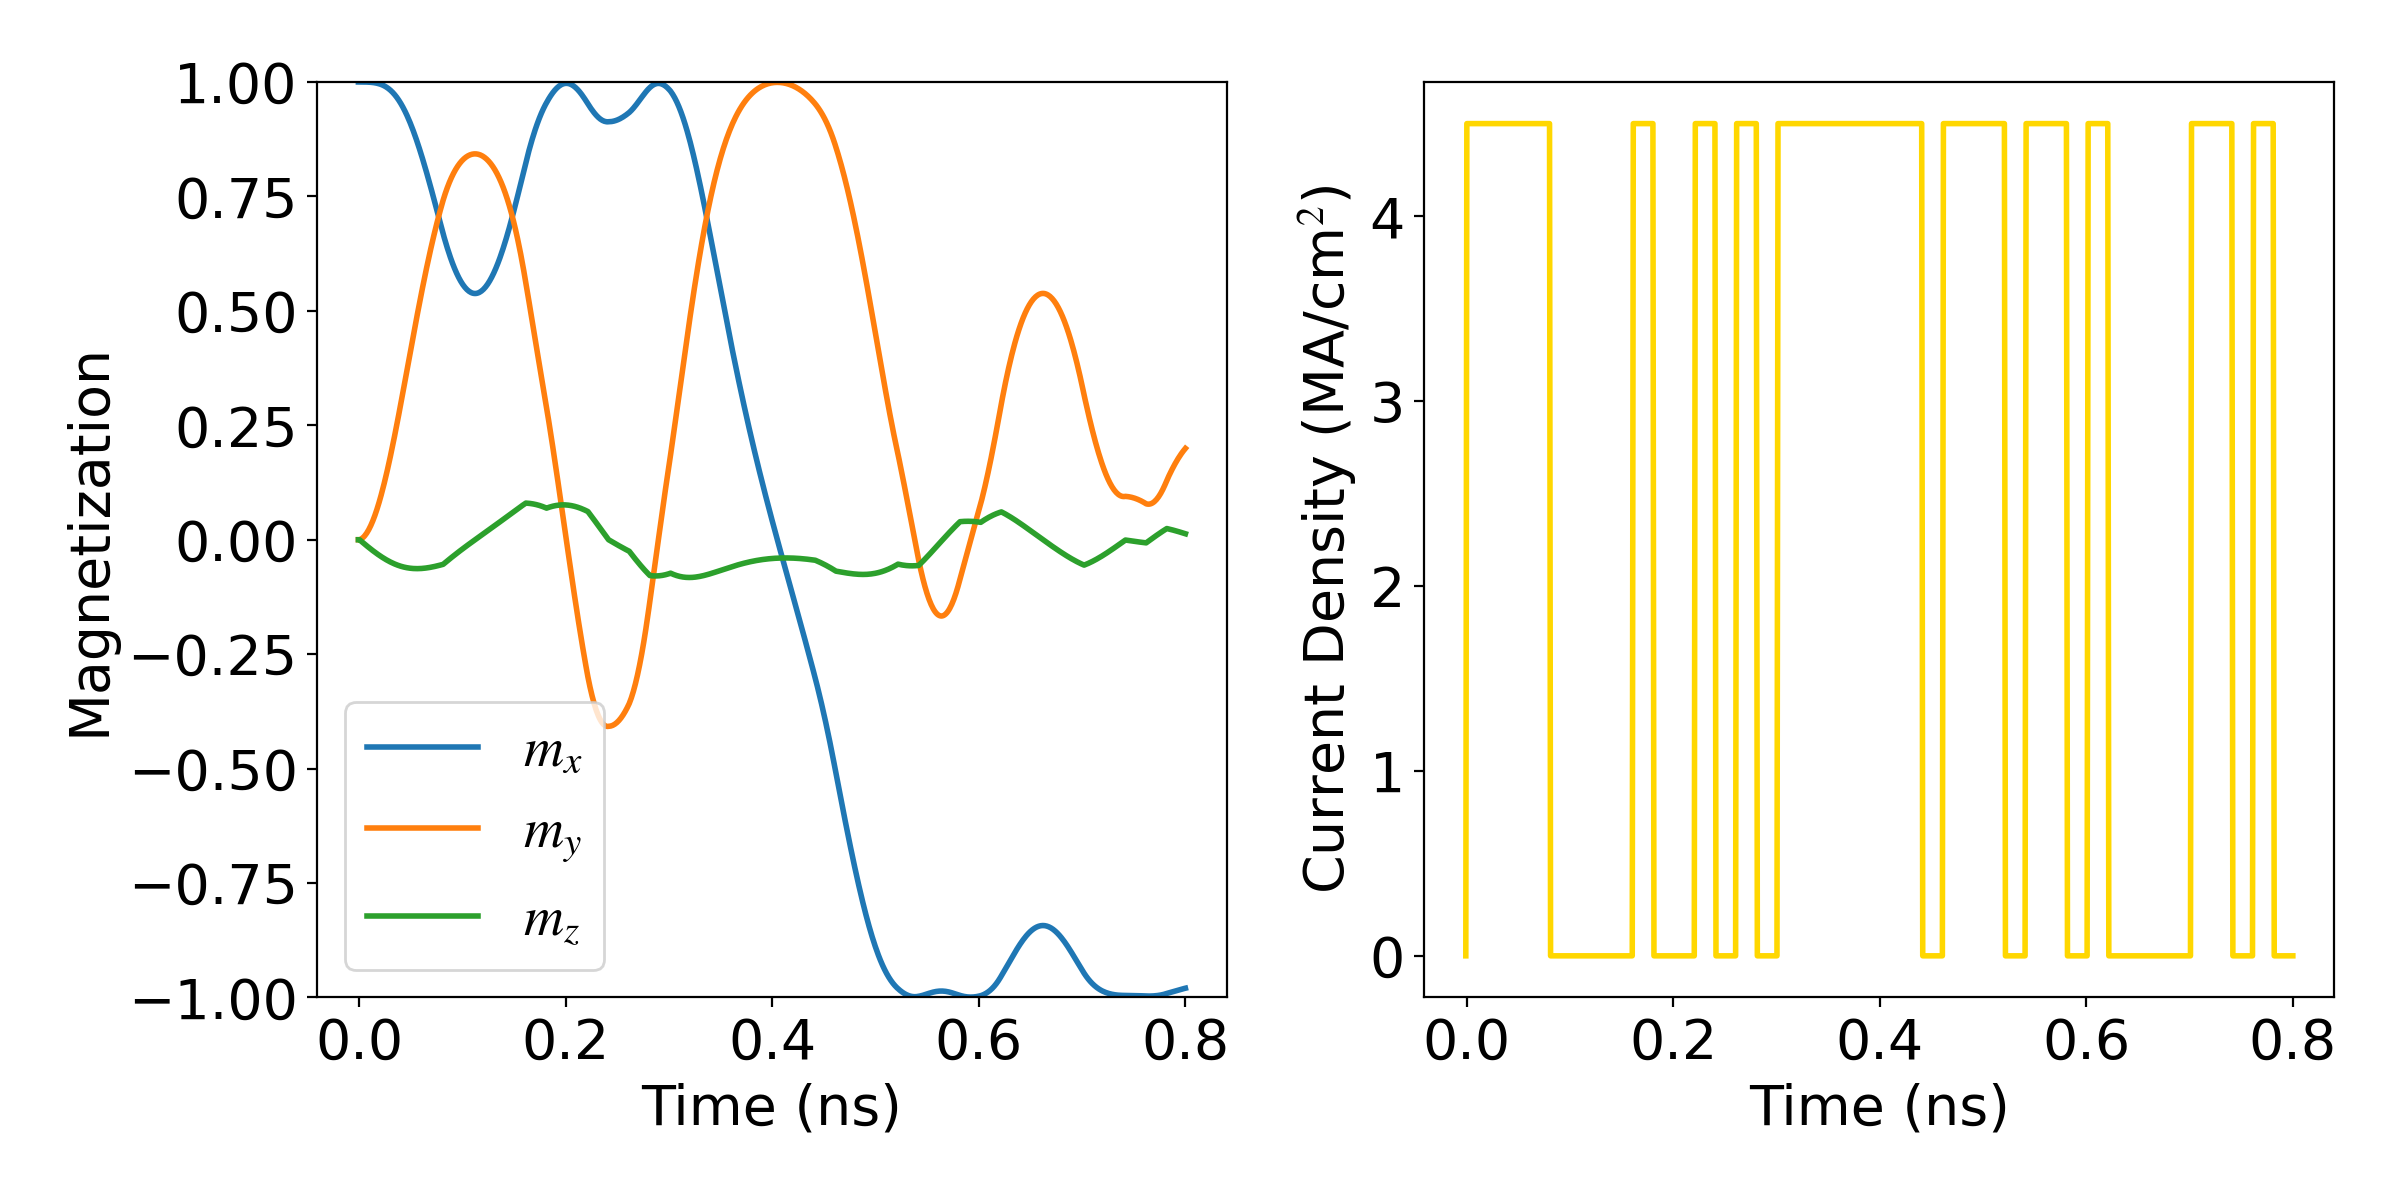 Magnetization
1.00
0.75
0.50
0.25
0.00
−0.25
−0.50
−0.75
−1.00
m_x
m_y
m_z
0.0 0.2 0.4 0.6 0.8
Time (ns)
Current Density (MA/cm²)
4
3
2
1
0
0.0 0.2 0.4 0.6 0.8
Time (ns)